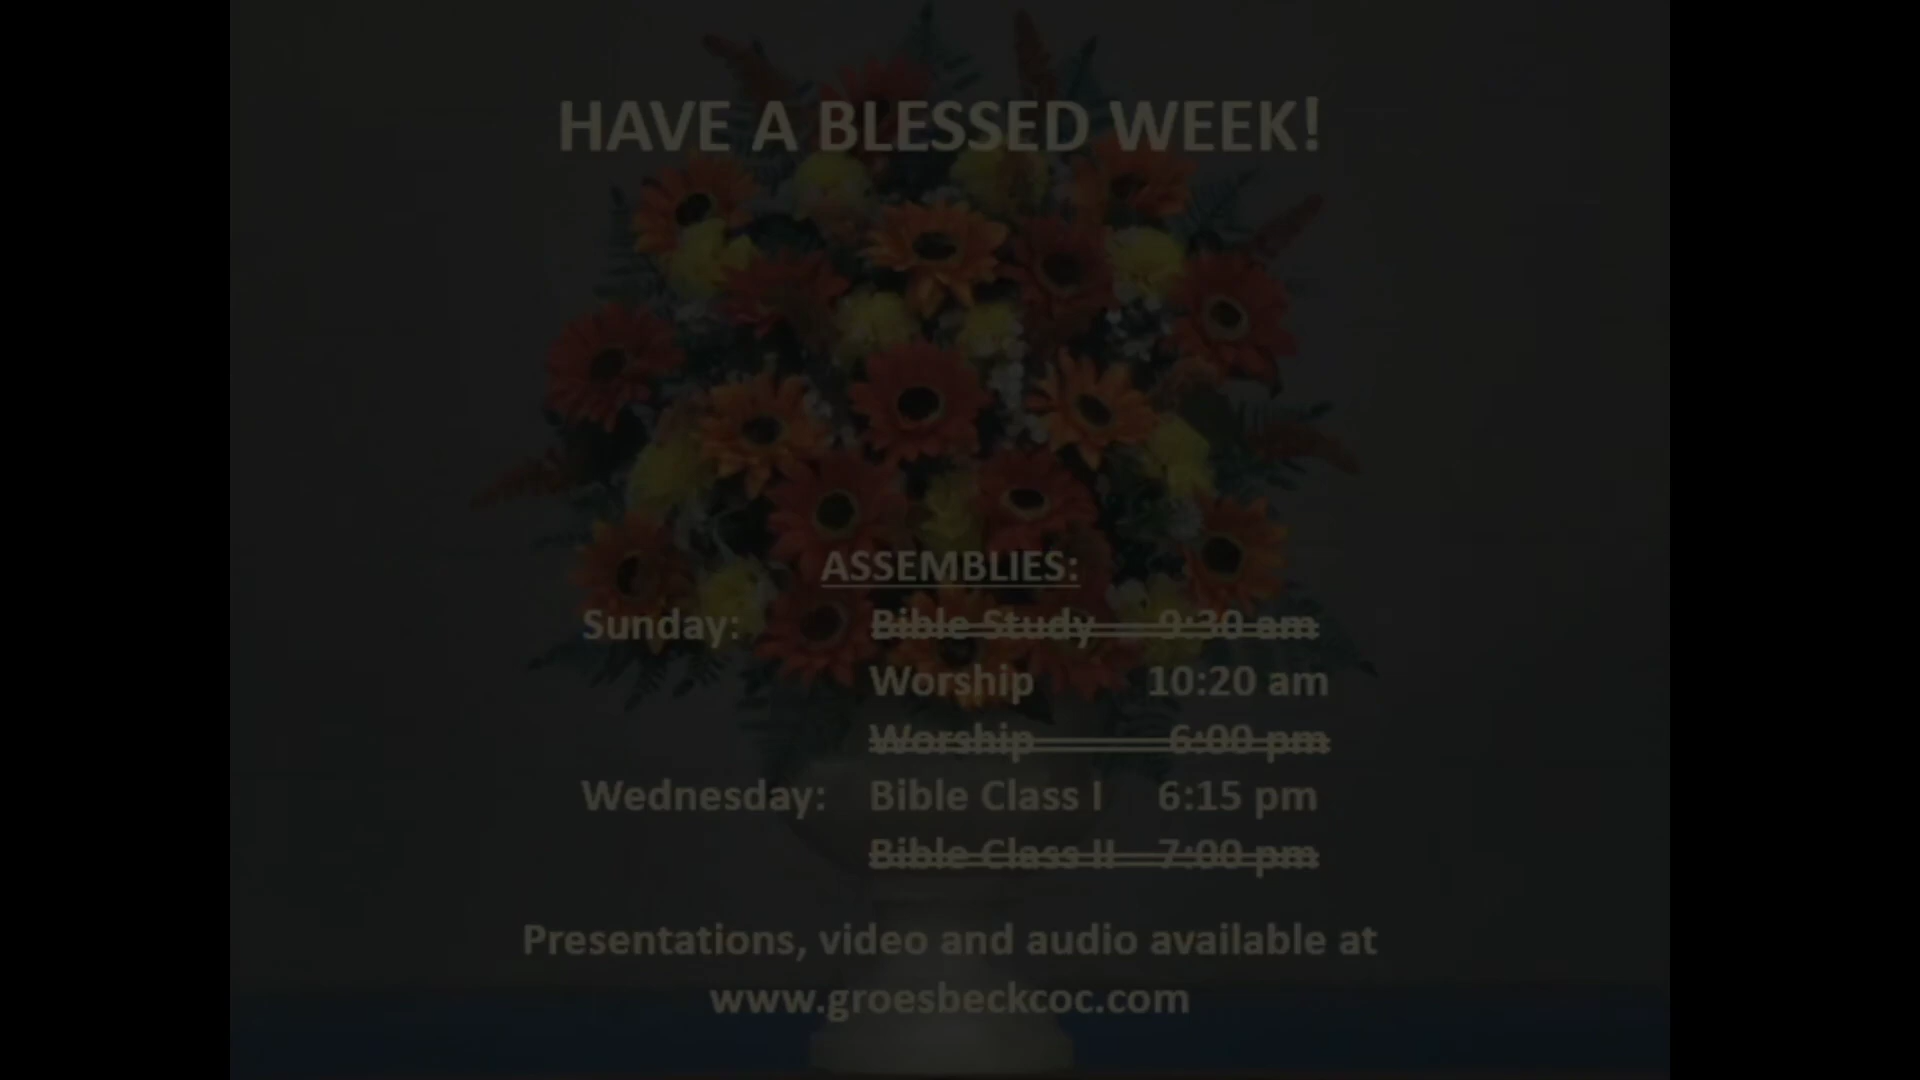 HAVE A BLESSED WEEK!
ASSEMBLIES:
Sunday: Bible Study 9:30 am
Worship 10:20 am
Worship 6:00 pm
Wednesday: Bible Class I 6:15 pm
Bible Class II 7:00 pm
Presentations, video and audio available at
www.groesbeckcoc.com